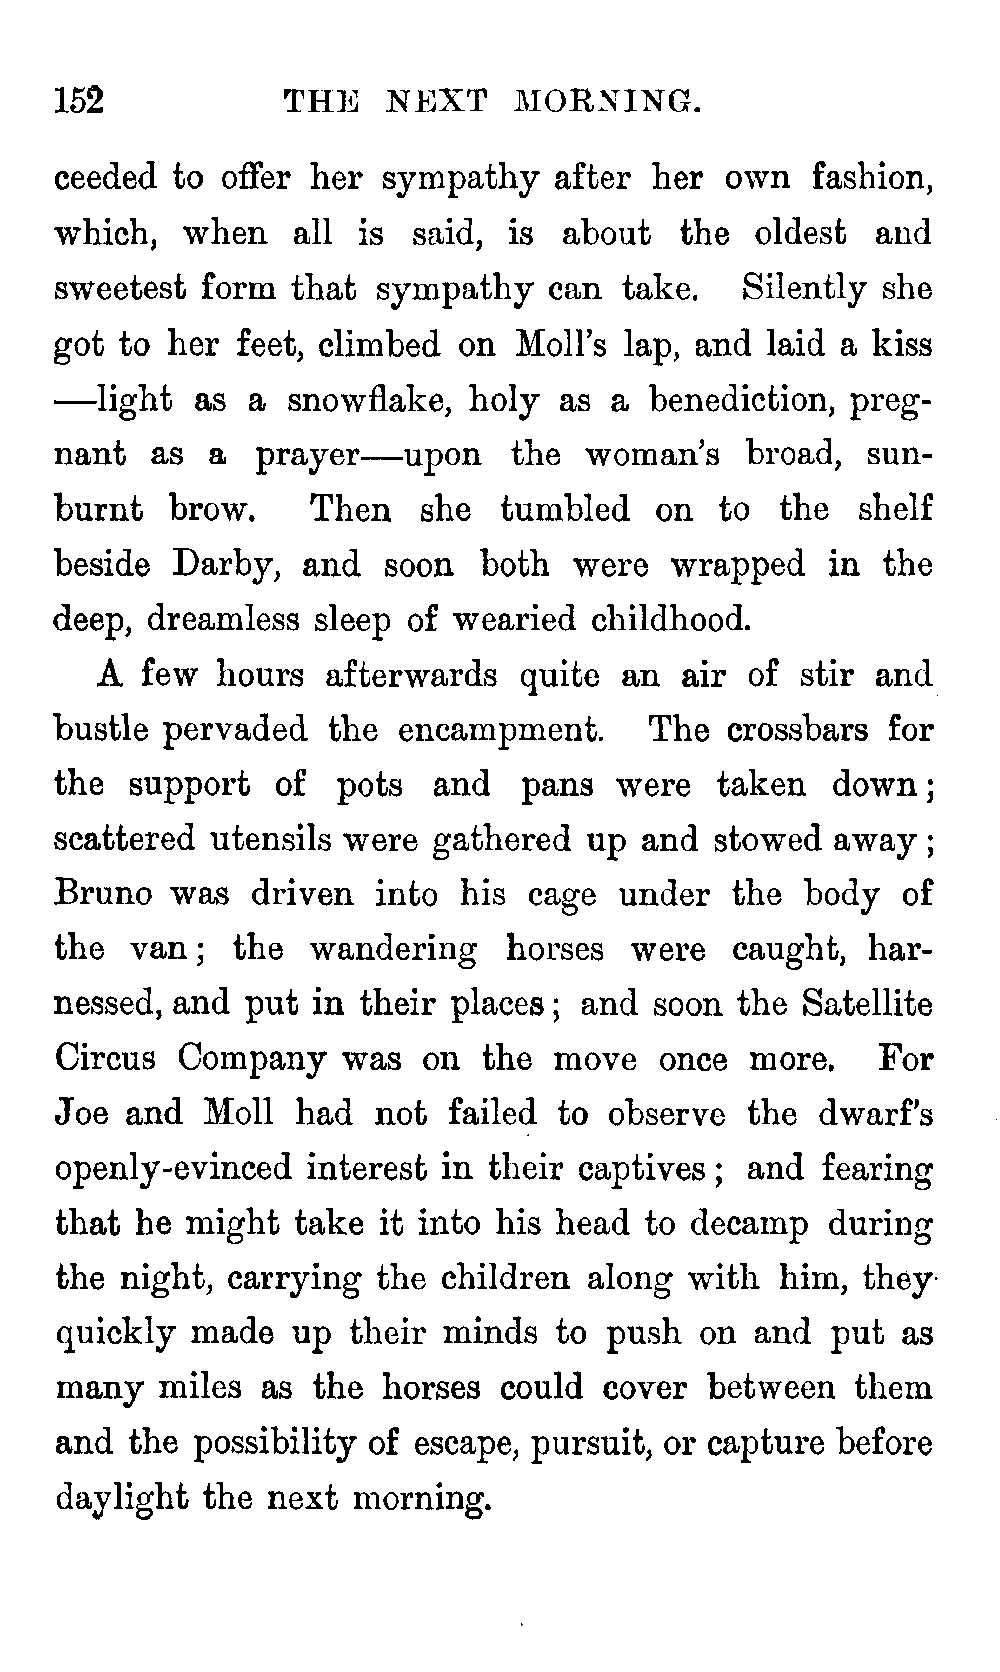 152 THE NEXT MORNING.
ceeded to offer her sympathy after her own fashion,
which, when all is said, is about the oldest and
sweetest form that sympathy can take. Silently she
got to her feet, climbed on Moll's lap, and laid a kiss
—light as a snowflake, holy as a benediction, preg-
nant as a prayer—upon the woman's broad, sun-
burnt brow. Then she tumbled on to the shelf
beside Darby, and soon both were wrapped in the
deep, dreamless sleep of wearied childhood.
A few hours afterwards quite an air of stir and
bustle pervaded the encampment. The crossbars for
the support of pots and pans were taken down;
scattered utensils were gathered up and stowed away;
Bruno was driven into his cage under the body of
the van; the wandering horses were caught, har-
nessed, and put in their places; and soon the Satellite
Circus Company was on the move once more. For
Joe and Moll had not failed to observe the dwarf's
openly-evinced interest in their captives; and fearing
that he might take it into his head to decamp during
the night, carrying the children along with him, they
quickly made up their minds to push on and put as
many miles as the horses could cover between them
and the possibility of escape, pursuit, or capture before
daylight the next morning.